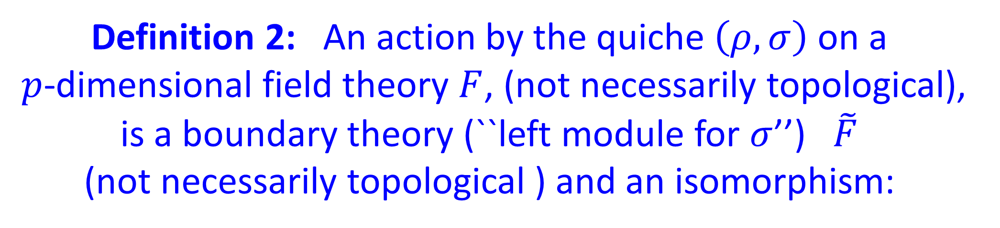 Definition 2: An action by the quiche (ρ, σ) on a
p-dimensional field theory F, (not necessarily topological),
is a boundary theory (``left module for σ’’) F̃
(not necessarily topological ) and an isomorphism: